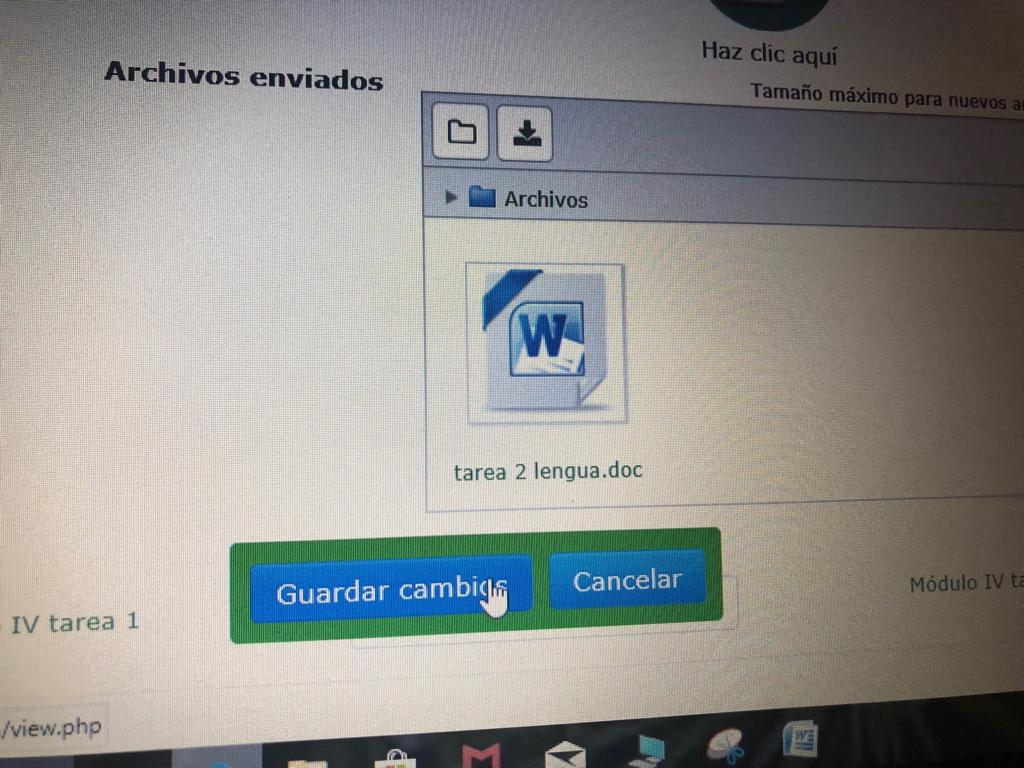 Haz clic aquí
Archivos enviados
Tamaño máximo para nuevos
Archivos
W
tarea 2 lengua.doc
Guardar cambios
Cancelar
IV tarea 1
Módulo IV
/view.php